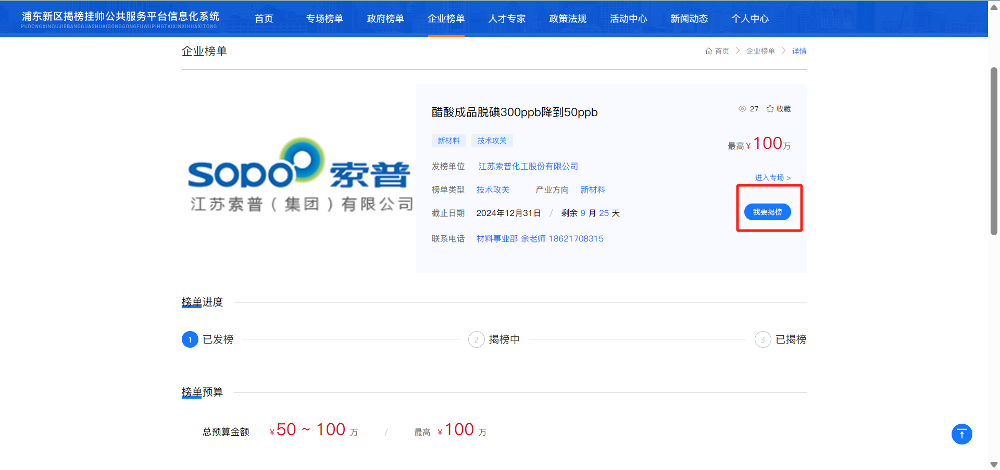 浦东新区揭榜挂帅公共服务平台信息化系统
PUDONGXINQUJIEBANGGUASHUAIGONGGONGFUWUPINGTAIXINXIHUAXITONG
首页 专场榜单 政府榜单 企业榜单 人才专家 政策法规 活动中心 新闻动态 个人中心
企业榜单
首页 > 企业榜单 > 详情
SOPO 索普
江苏索普（集团）有限公司
醋酸成品脱碘300ppb降到50ppb
27 收藏
新材料 技术攻关
最高 ¥100万
发榜单位 江苏索普化工股份有限公司
进入专场 >
榜单类型 技术攻关 产业方向 新材料
截止日期 2024年12月31日 / 剩余 9 月 25 天
我要揭榜
联系电话 材料事业部 余老师 18621708315
榜单进度
1 已发榜 2 揭榜中 3 已揭榜
榜单预算
总预算金额 ¥50 ~ 100 万 / 最高 ¥100 万